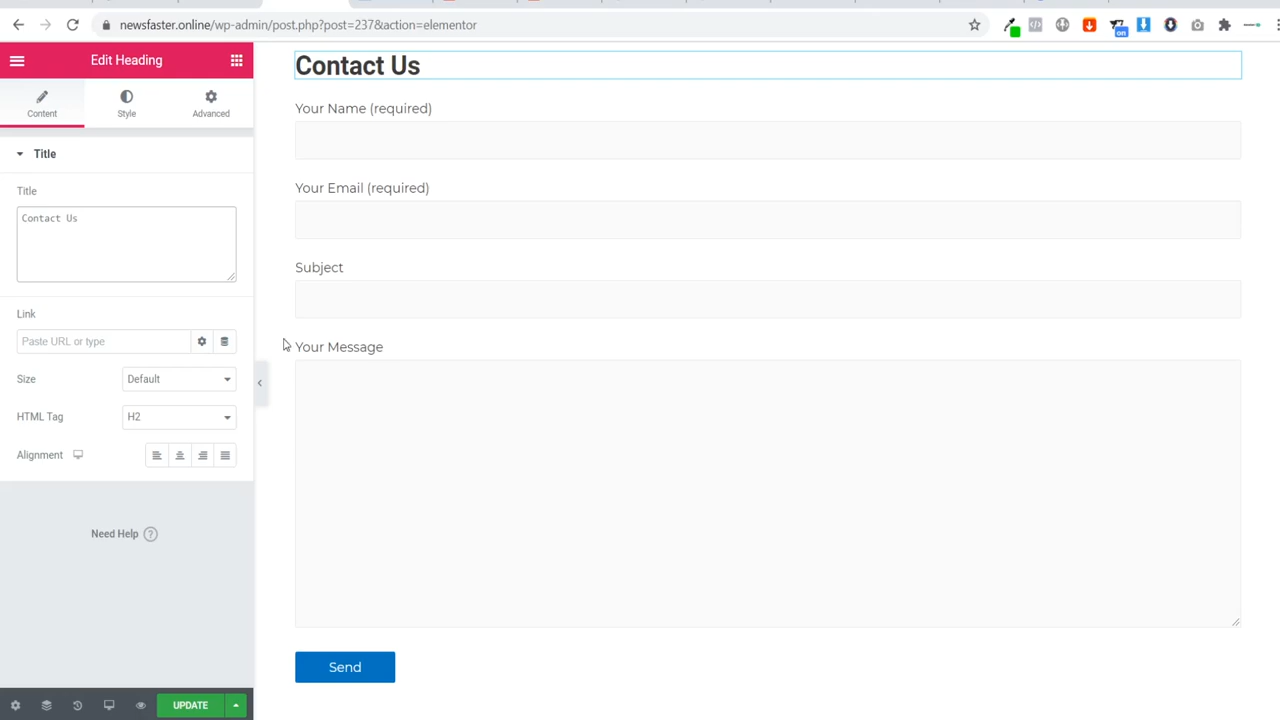 newsfaster.online/wp-admin/post.php?post=237&action=elementor
on
Edit Heading
Content
Style
Advanced
Title
Title
Contact Us
Link
Paste URL or type
Size
Default
HTML Tag
H2
Alignment
Need Help
?
UPDATE
Contact Us
Your Name (required)
Your Email (required)
Subject
Your Message
Send